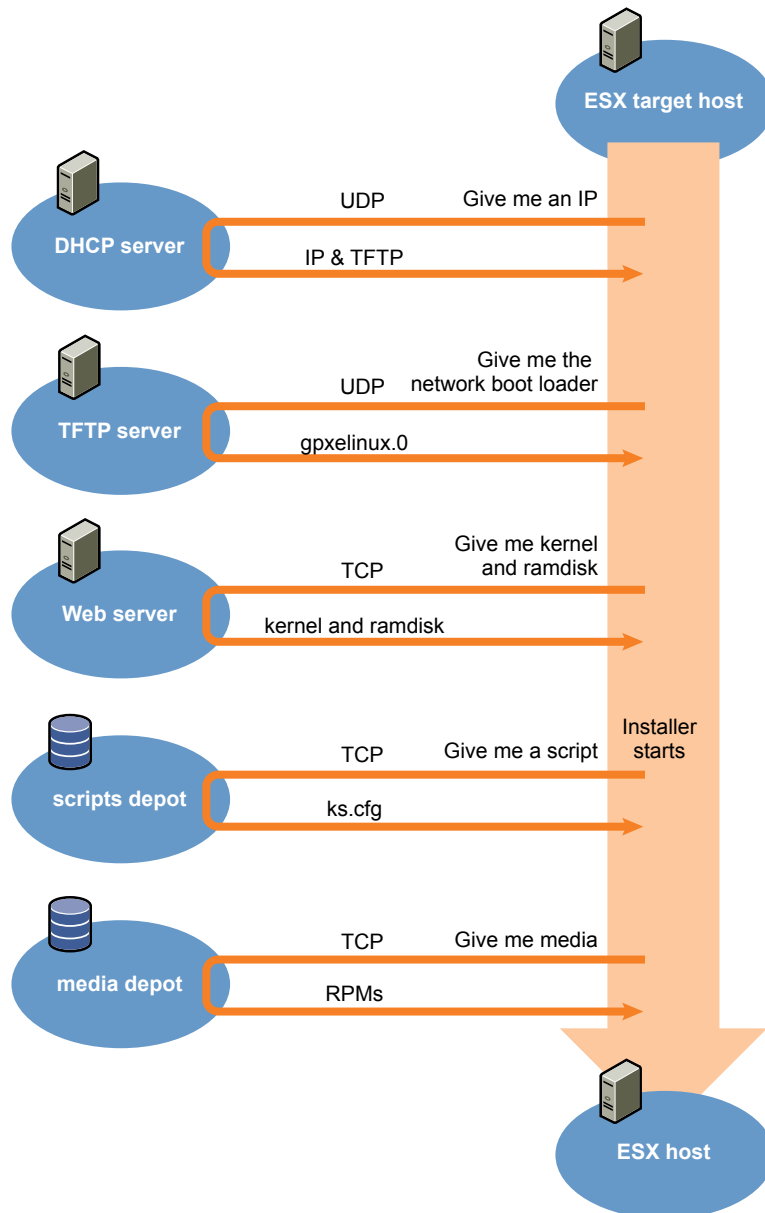 ESX target host
UDP
Give me an IP
DHCP server
IP & TFTP
Give me the
network boot loader
UDP
TFTP server
gpxelinux.0
Give me kernel
and ramdisk
TCP
Web server
kernel and ramdisk
Installer
starts
TCP
Give me a script
scripts depot
ks.cfg
TCP
Give me media
media depot
RPMs
ESX host